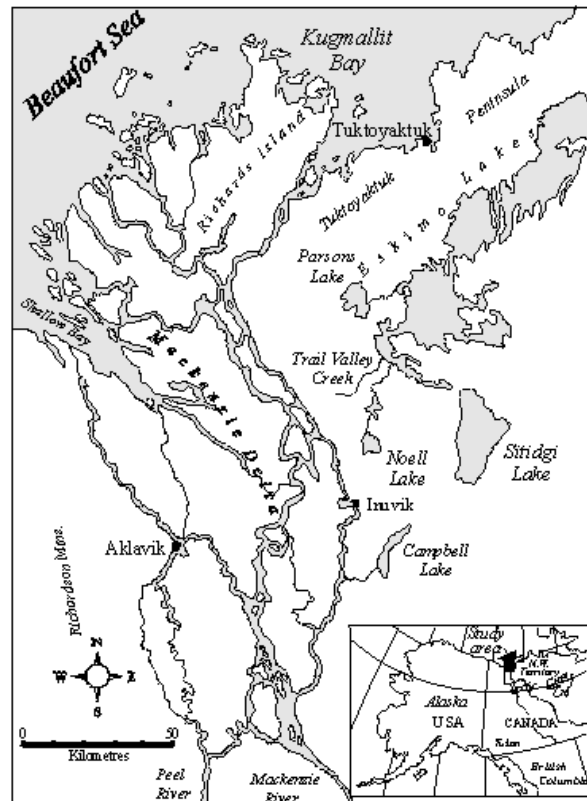 Beaufort Sea
Kugmallit
Bay
Tuktoyaktuk
Peninsula
Richards Island
Tuktoyaktuk
Eskimo Lakes
Parsons
Lake
Shallow Bay
Mackenzie Delta
Trail Valley
Creek
Noell
Lake
Sitidgi
Lake
Inuvik
Aklavik
Campbell
Lake
Richardson Mtns.
N
W
E
S
0
50
Kilometres
Peel
River
Mackenzie
River
Study
area
N.W.
Territory
Alaska
USA
CANADA
British
Columbia